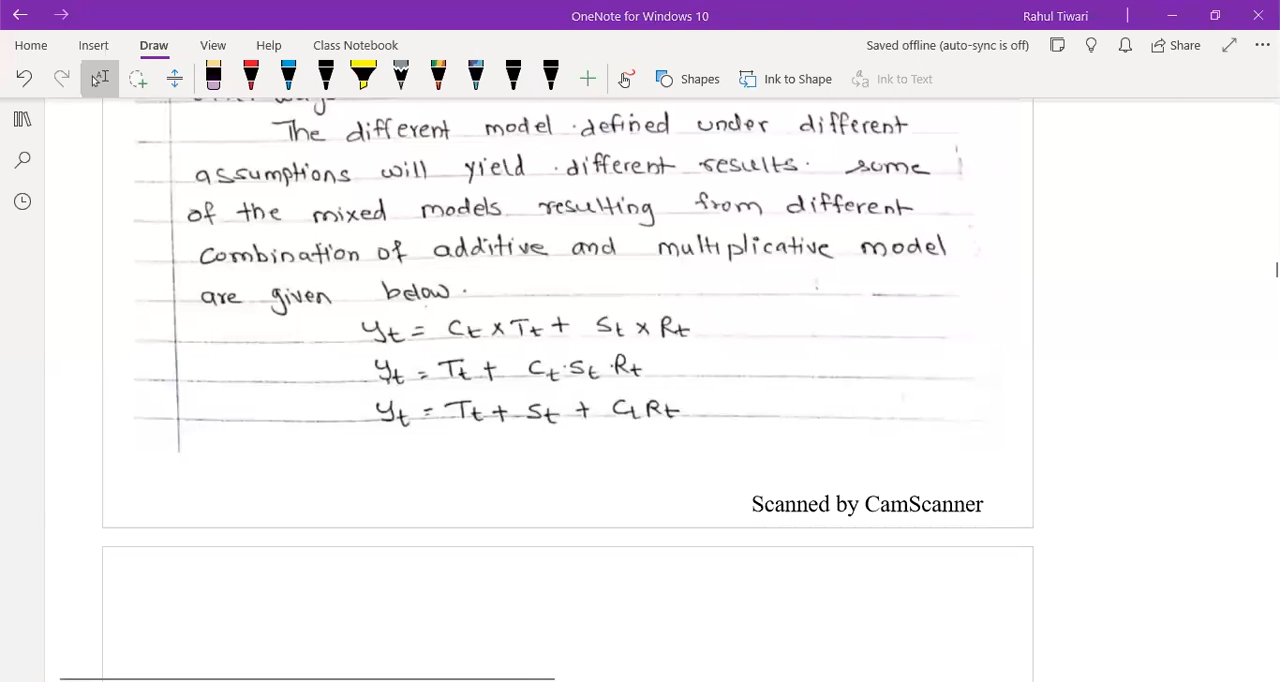 OneNote for Windows 10
Rahul Tiwari
Home Insert Draw View Help Class Notebook
Saved offline (auto-sync is off) Share
Shapes Ink to Shape Ink to Text
The different model defined under different
assumptions will yield different results. some
of the mixed models resulting from different
combination of additive and multiplicative model
are given below.
yt = Ct × Tt + St × Rt
yt = Tt + Ct·St·Rt
yt = Tt + St + CtRt
Scanned by CamScanner